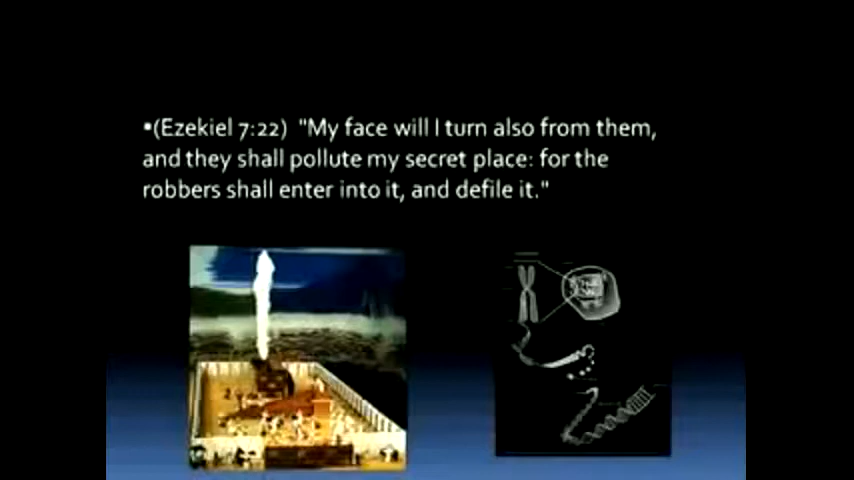 •(Ezekiel 7:22) "My face will I turn also from them,
and they shall pollute my secret place: for the
robbers shall enter into it, and defile it."